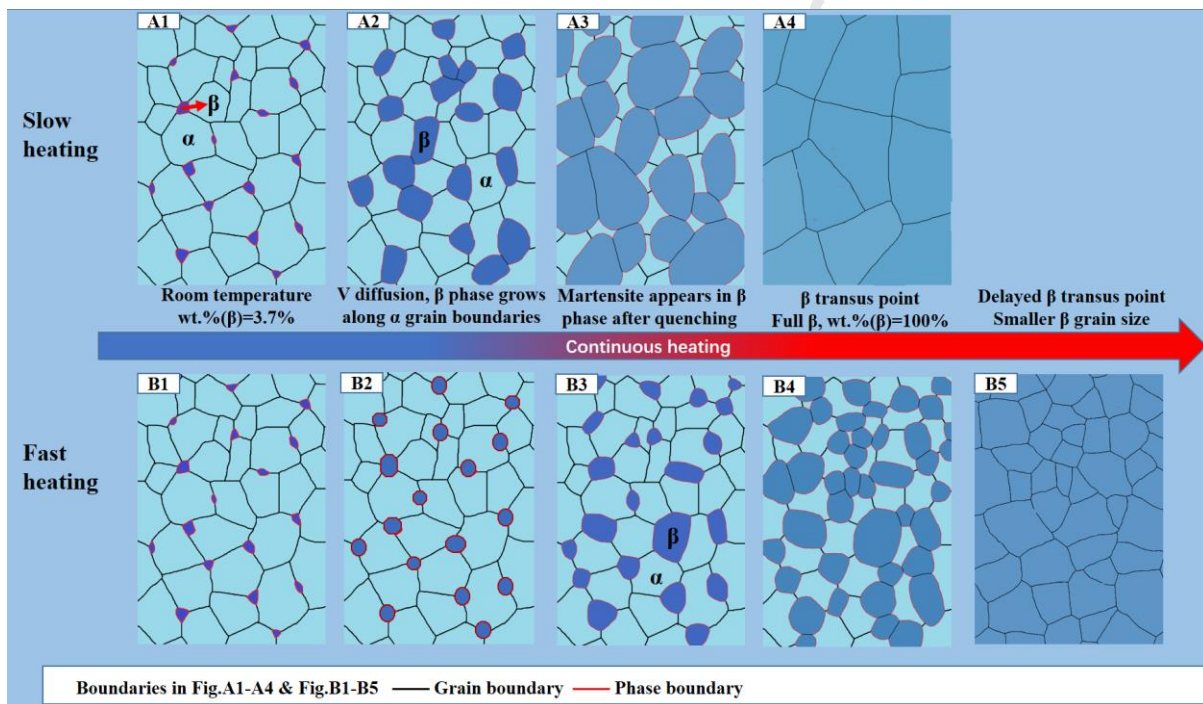 A1
A2
A3
A4
Slow
heating
β
α
β
α
Room temperature
wt.%(β)=3.7%
V diffusion, β phase grows
along α grain boundaries
Martensite appears in β
phase after quenching
β transus point
Full β, wt.%(β)=100%
Delayed β transus point
Smaller β grain size
Continuous heating
B1
B2
B3
B4
B5
Fast
heating
β
α
Boundaries in Fig.A1-A4 & Fig.B1-B5 Grain boundary Phase boundary